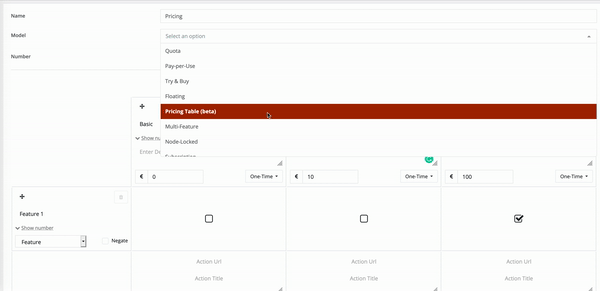 Name Pricing
Model Select an option
Quota
Number
Pay-per-Use
Try & Buy
Floating
Pricing Table (beta)
Multi-Feature
Basic
Node-Locked
Show nu
Enter De
€ 0 One-Time € 10 One-Time € 100 One-Time
Feature 1
Show number
Feature Negate
Action Url Action Url Action Url
Action Title Action Title Action Title